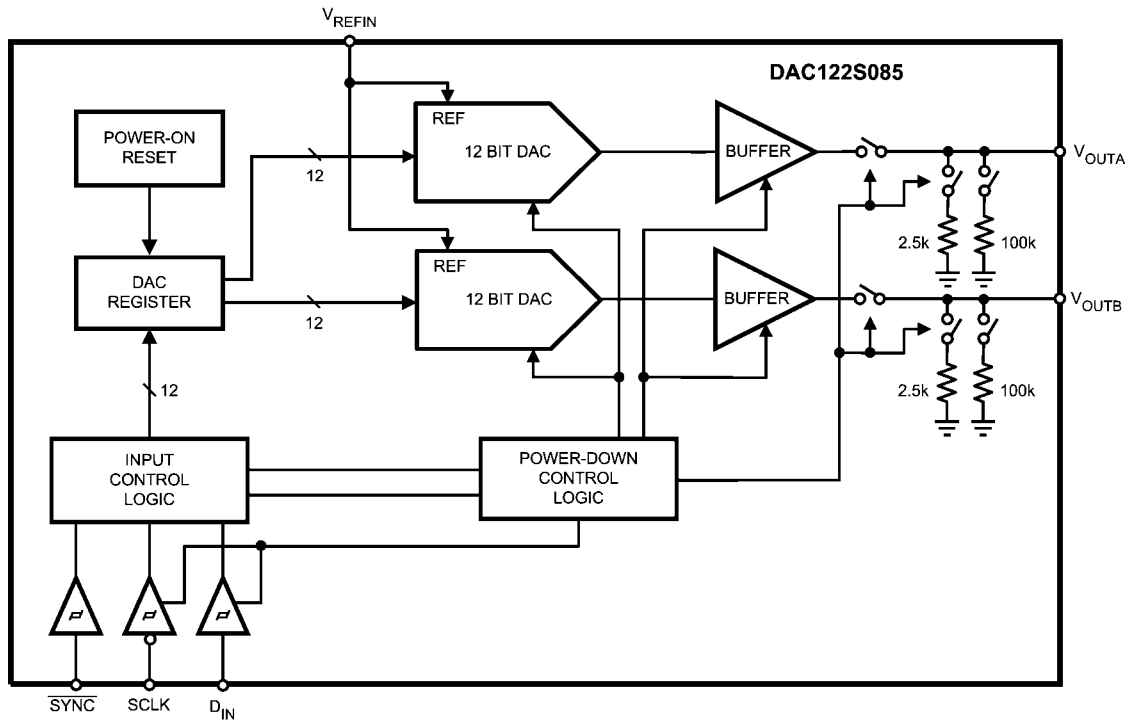 VREFIN
DAC122S085
POWER-ON
RESET
REF
12 BIT DAC
BUFFER
VOUTA
12
2.5k
100k
DAC
REGISTER
REF
12 BIT DAC
BUFFER
VOUTB
12
12
2.5k
100k
INPUT
CONTROL
LOGIC
POWER-DOWN
CONTROL
LOGIC
SYNC
SCLK
DIN